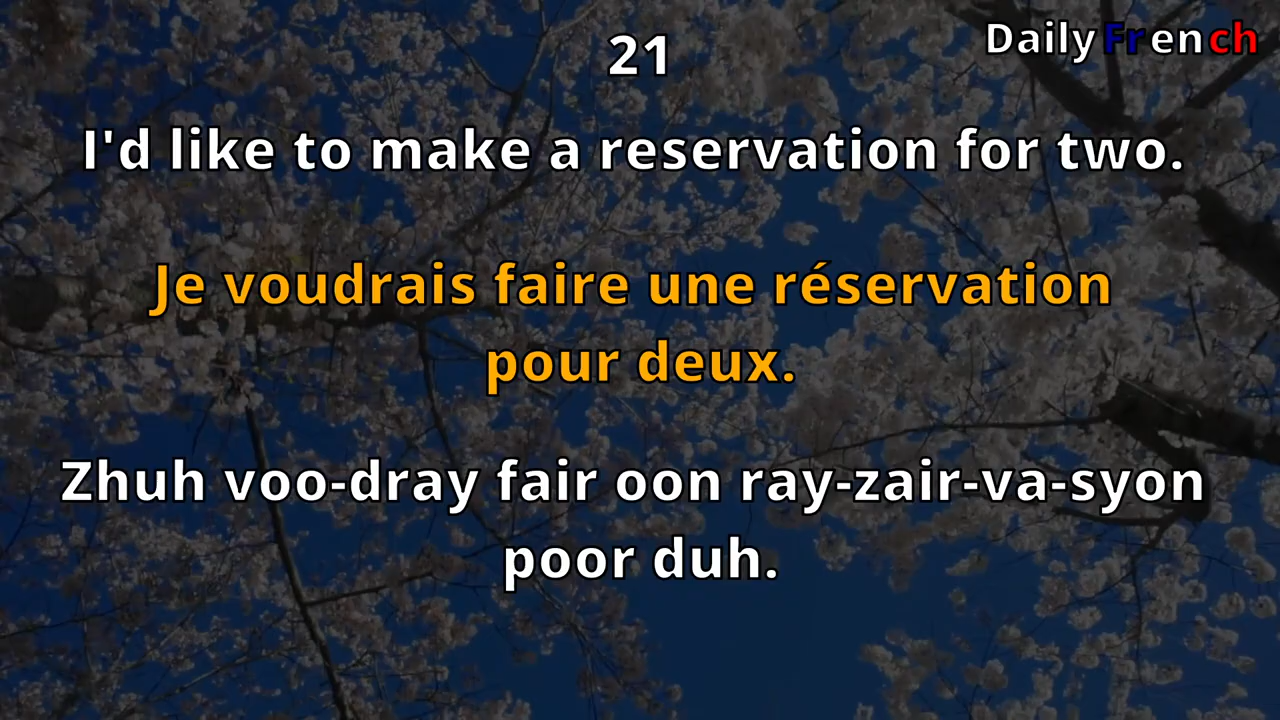 Daily French
21
I'd like to make a reservation for two.
Je voudrais faire une réservation
pour deux.
Zhuh voo-dray fair oon ray-zair-va-syon
poor duh.